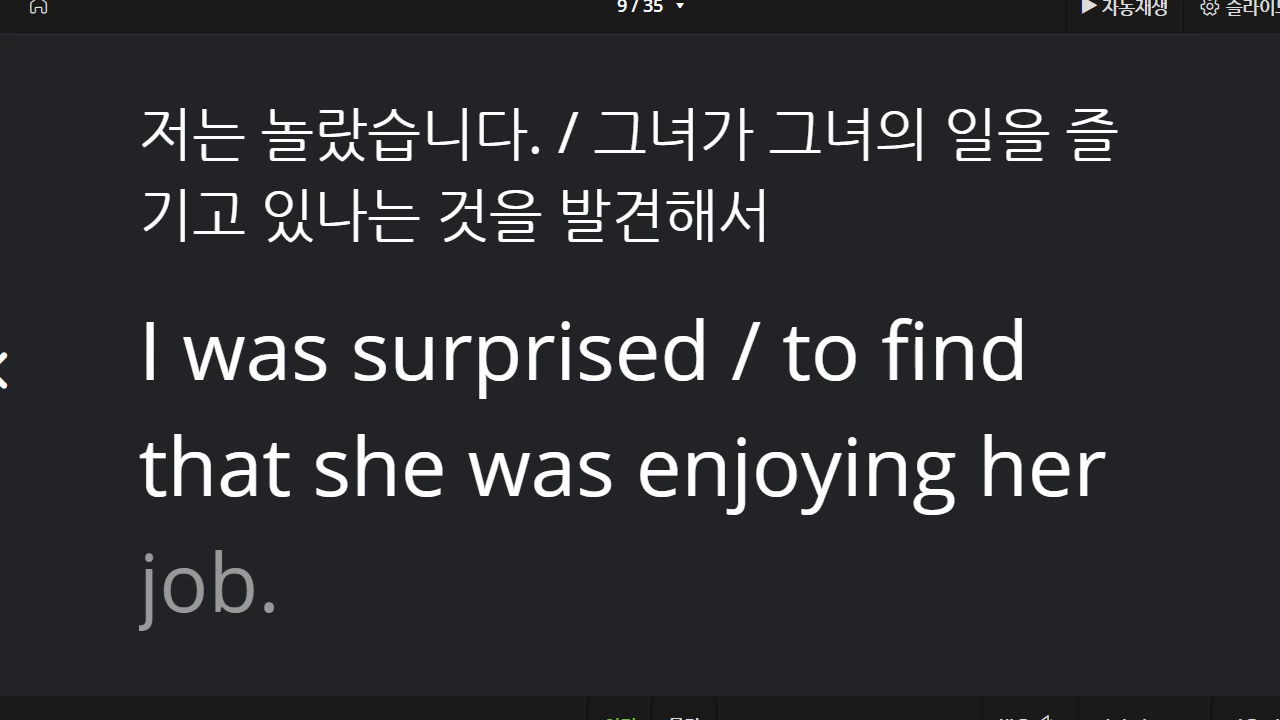 9 / 35
자동재생
저는 놀랐습니다. / 그녀가 그녀의 일을 즐
기고 있나는 것을 발견해서
I was surprised / to find
that she was enjoying her
job.